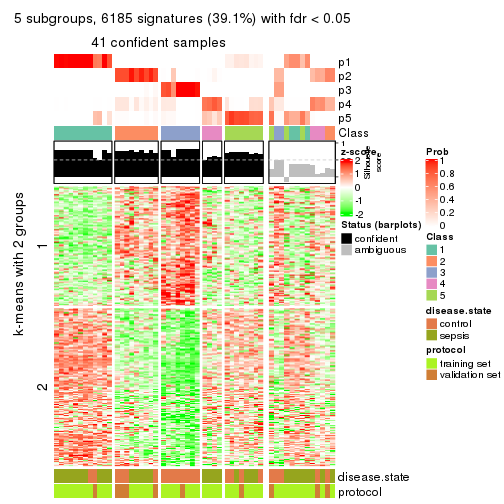 5 subgroups, 6185 signatures (39.1%) with fdr < 0.05
41 confident samples
p1
p2
p3
p4
p5
Class
1
z-score
2
1
0
-1
-2
Silhouette
score
Prob
1
0.8
0.6
0.4
0.2
0
Status (barplots)
confident
ambiguous
Class
1
2
3
4
5
disease.state
control
sepsis
protocol
training set
validation set
k-means with 2 groups
1
2
disease.state
protocol